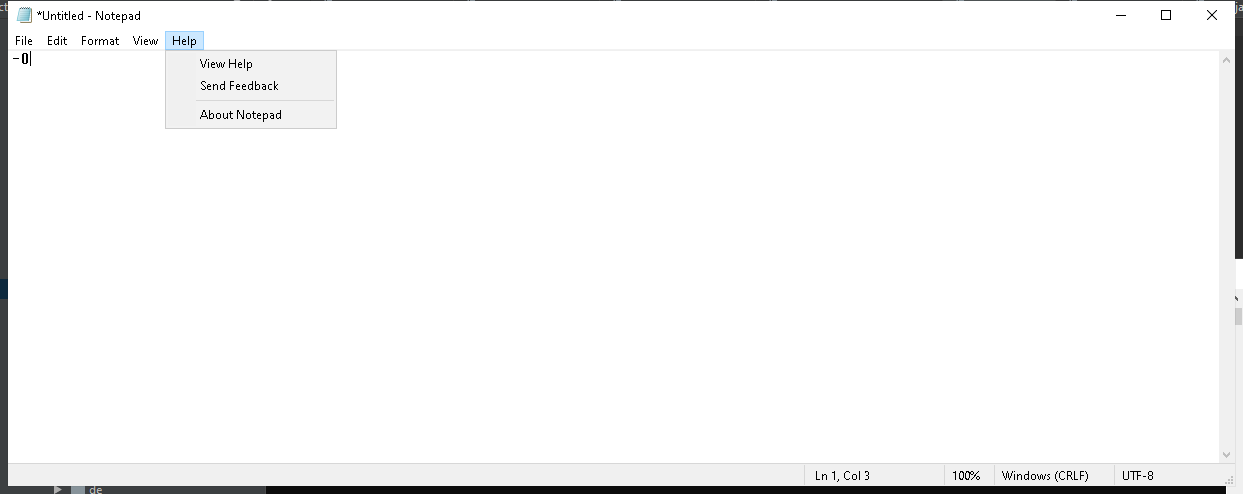 *Untitled - Notepad
File Edit Format View Help
-0
View Help
Send Feedback
About Notepad
Ln 1, Col 3 100% Windows (CRLF) UTF-8
de